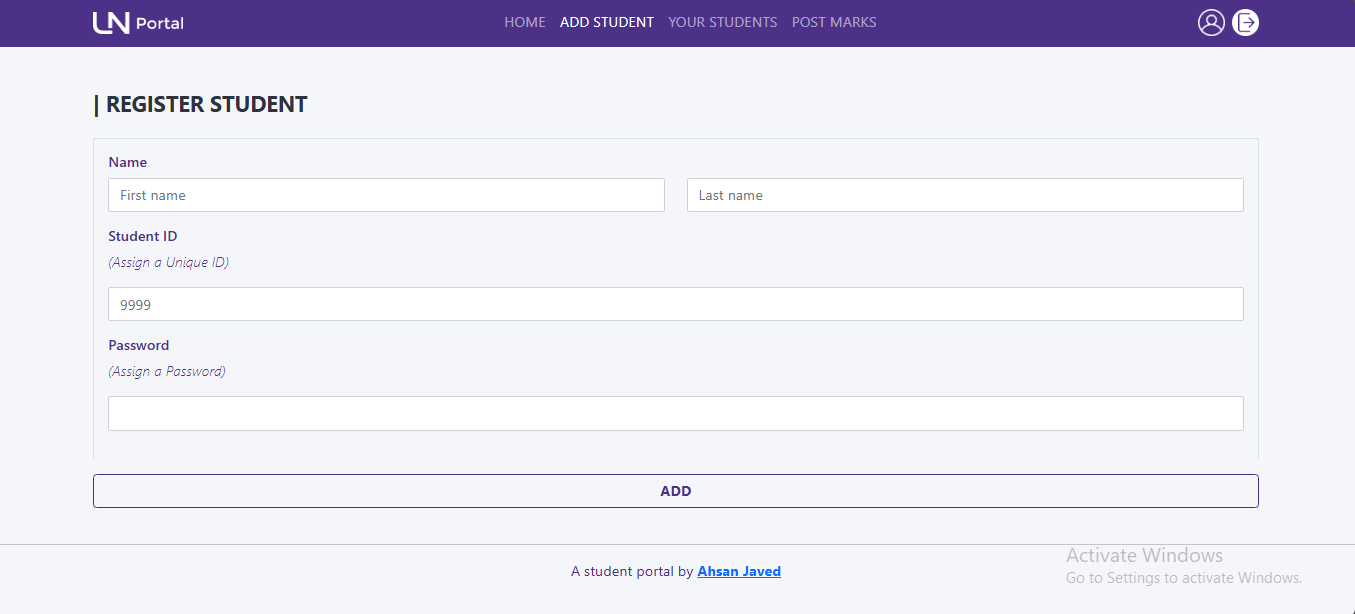 LN Portal HOME ADD STUDENT YOUR STUDENTS POST MARKS
| REGISTER STUDENT
Name
First name Last name
Student ID
(Assign a Unique ID)
9999
Password
(Assign a Password)
ADD
A student portal by Ahsan Javed
Activate Windows
Go to Settings to activate Windows.